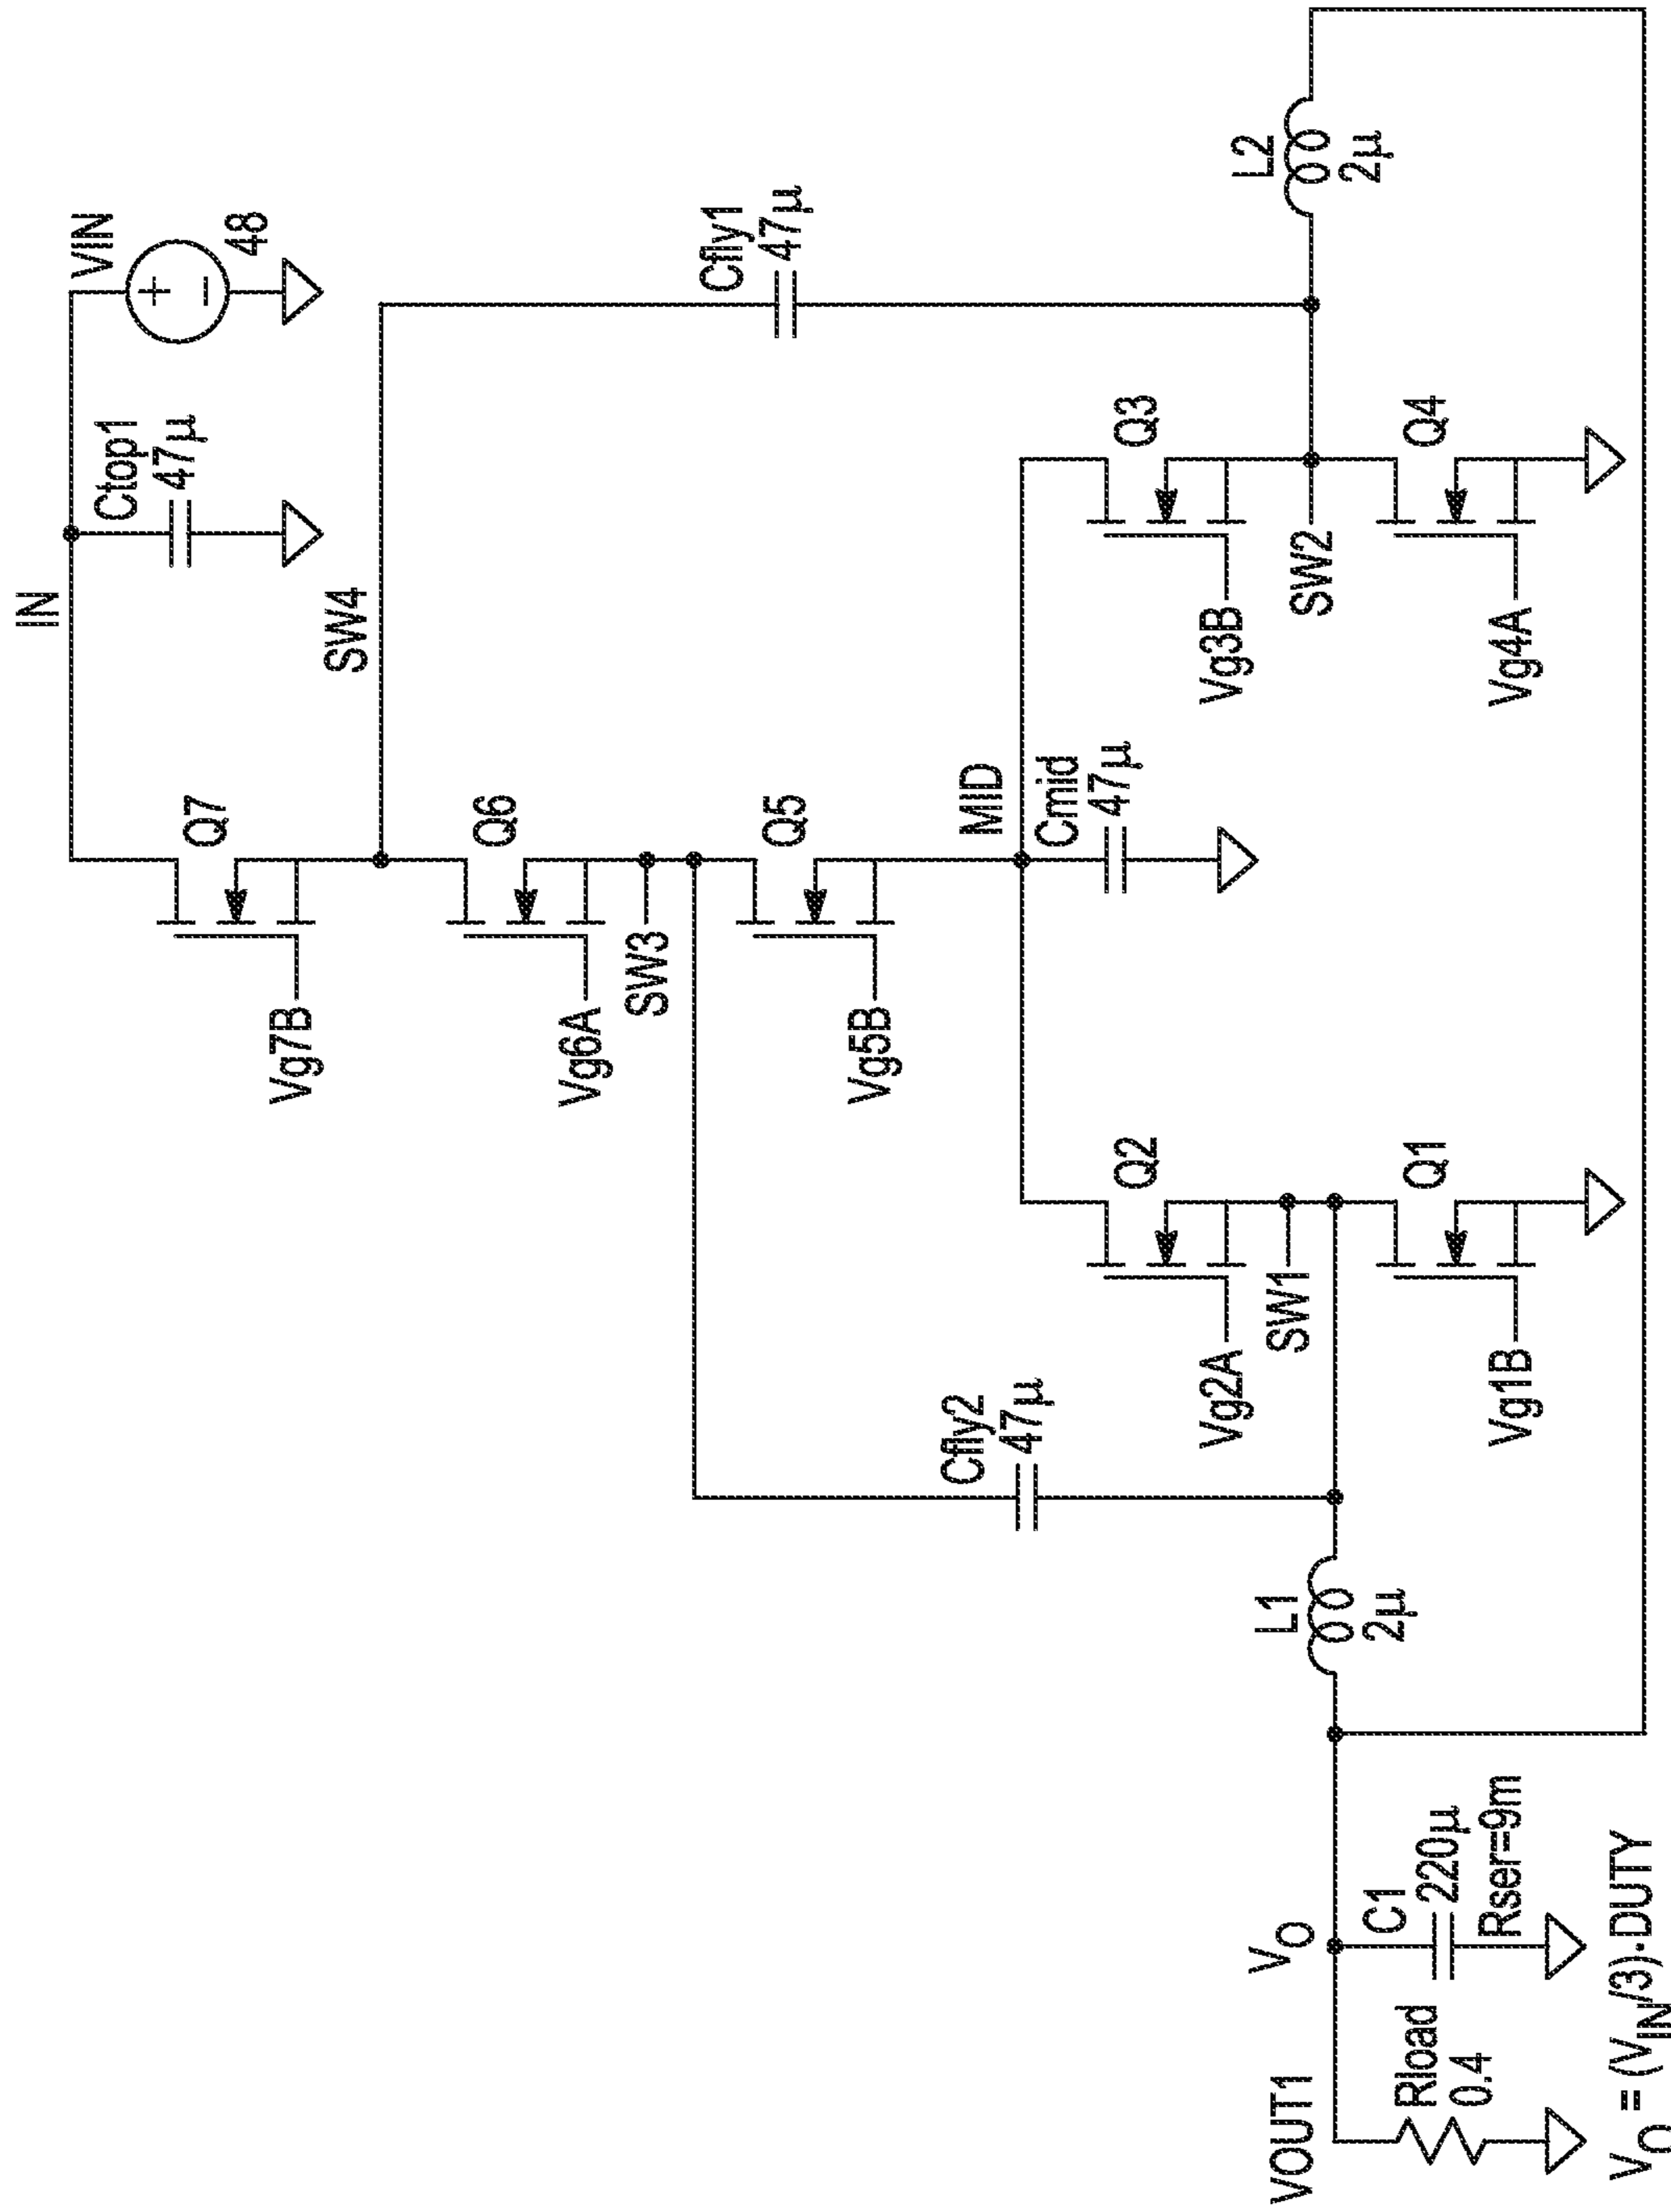 IN
VIN
+
−
48
Ctop1
47µ
SW4
Q7
Vg7B
Q6
Vg6A
SW3
Q5
Vg5B
Cfly1
47µ
MID
Cmid
47µ
Cfly2
47µ
Q2
Vg2A
SW1
Q1
Vg1B
Q3
Vg3B
SW2
Q4
Vg4A
L2
2µ
L1
2µ
VOUT1
VO
Rload
0.4
C1
220µ
Rser=9m
VO = (VIN/3)·DUTY